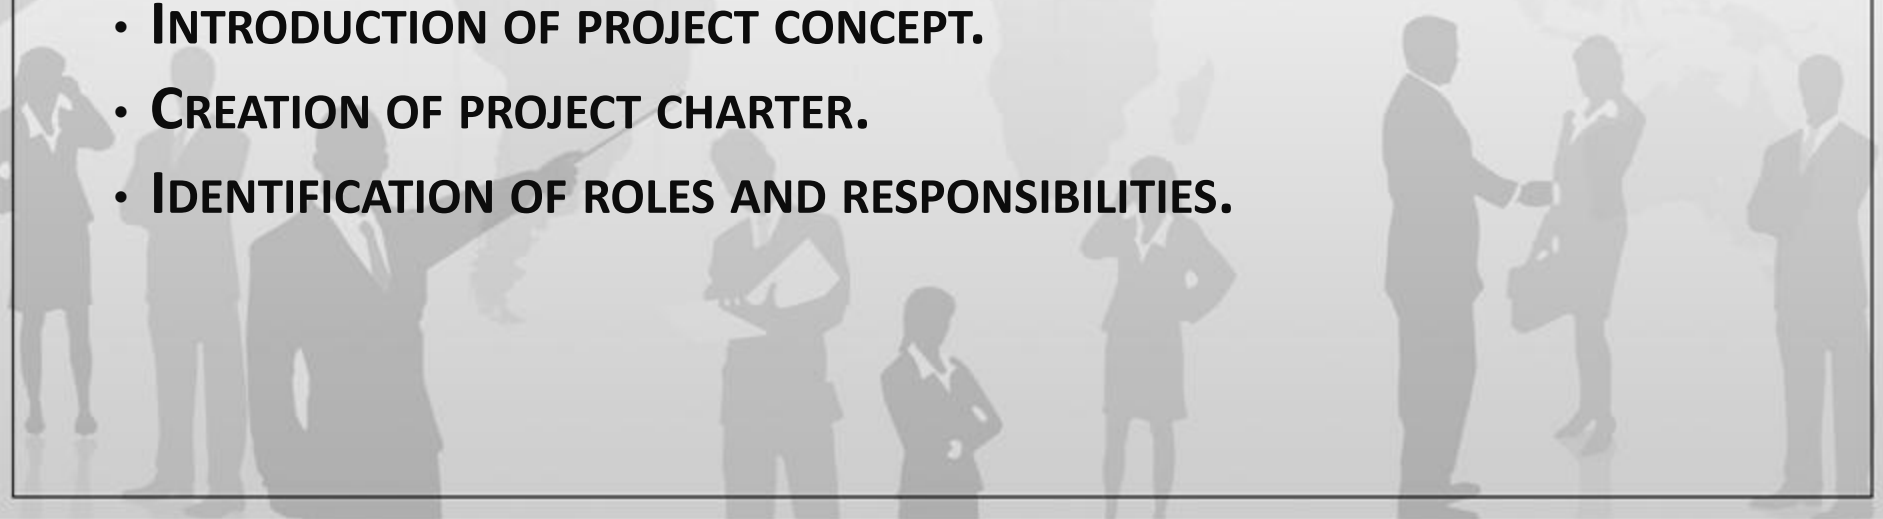 • Introduction of project concept.
• Creation of project charter.
• Identification of roles and responsibilities.